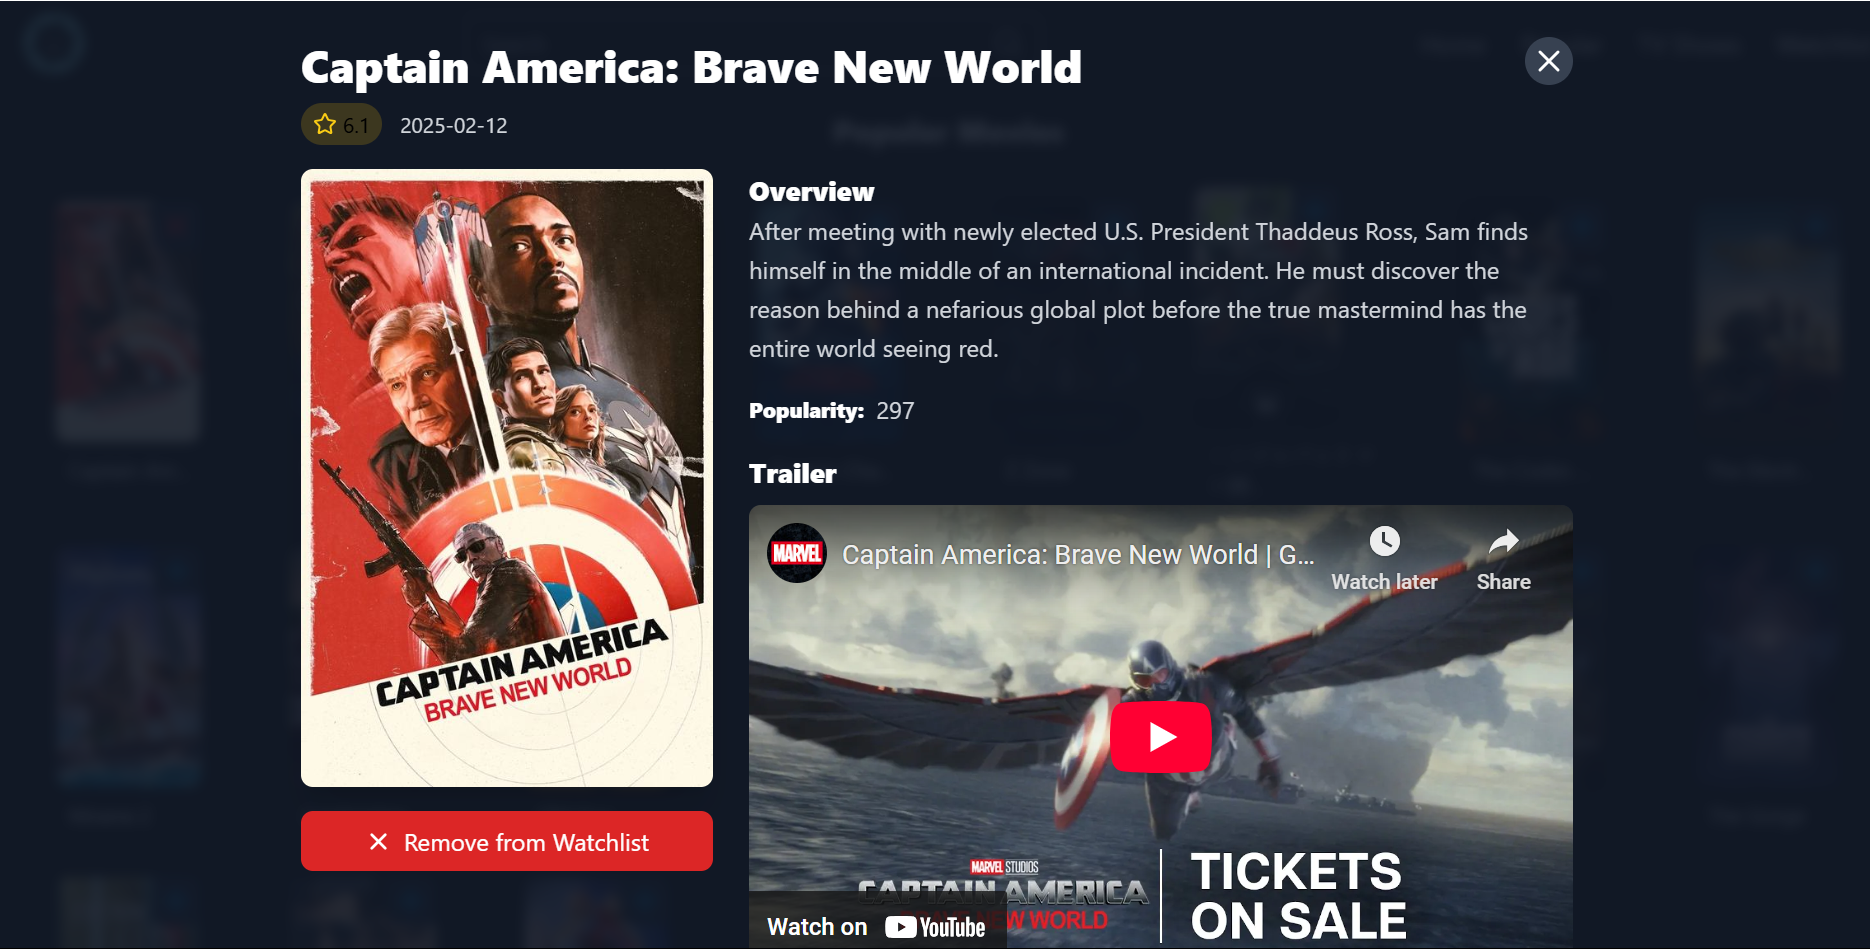 Captain America: Brave New World
6.1
2025-02-12
Popular Movies
Overview
After meeting with newly elected U.S. President Thaddeus Ross, Sam finds
himself in the middle of an international incident. He must discover the
reason behind a nefarious global plot before the true mastermind has the
entire world seeing red.
Popularity: 297
Trailer
MARVEL
Captain America: Brave New World | G...
Watch later
Share
CAPTAIN AMERICA
BRAVE NEW WORLD
Remove from Watchlist
MARVEL STUDIOS
CAPTAIN AMERICA
NEW WORLD
TICKETS
ON SALE
Watch on YouTube